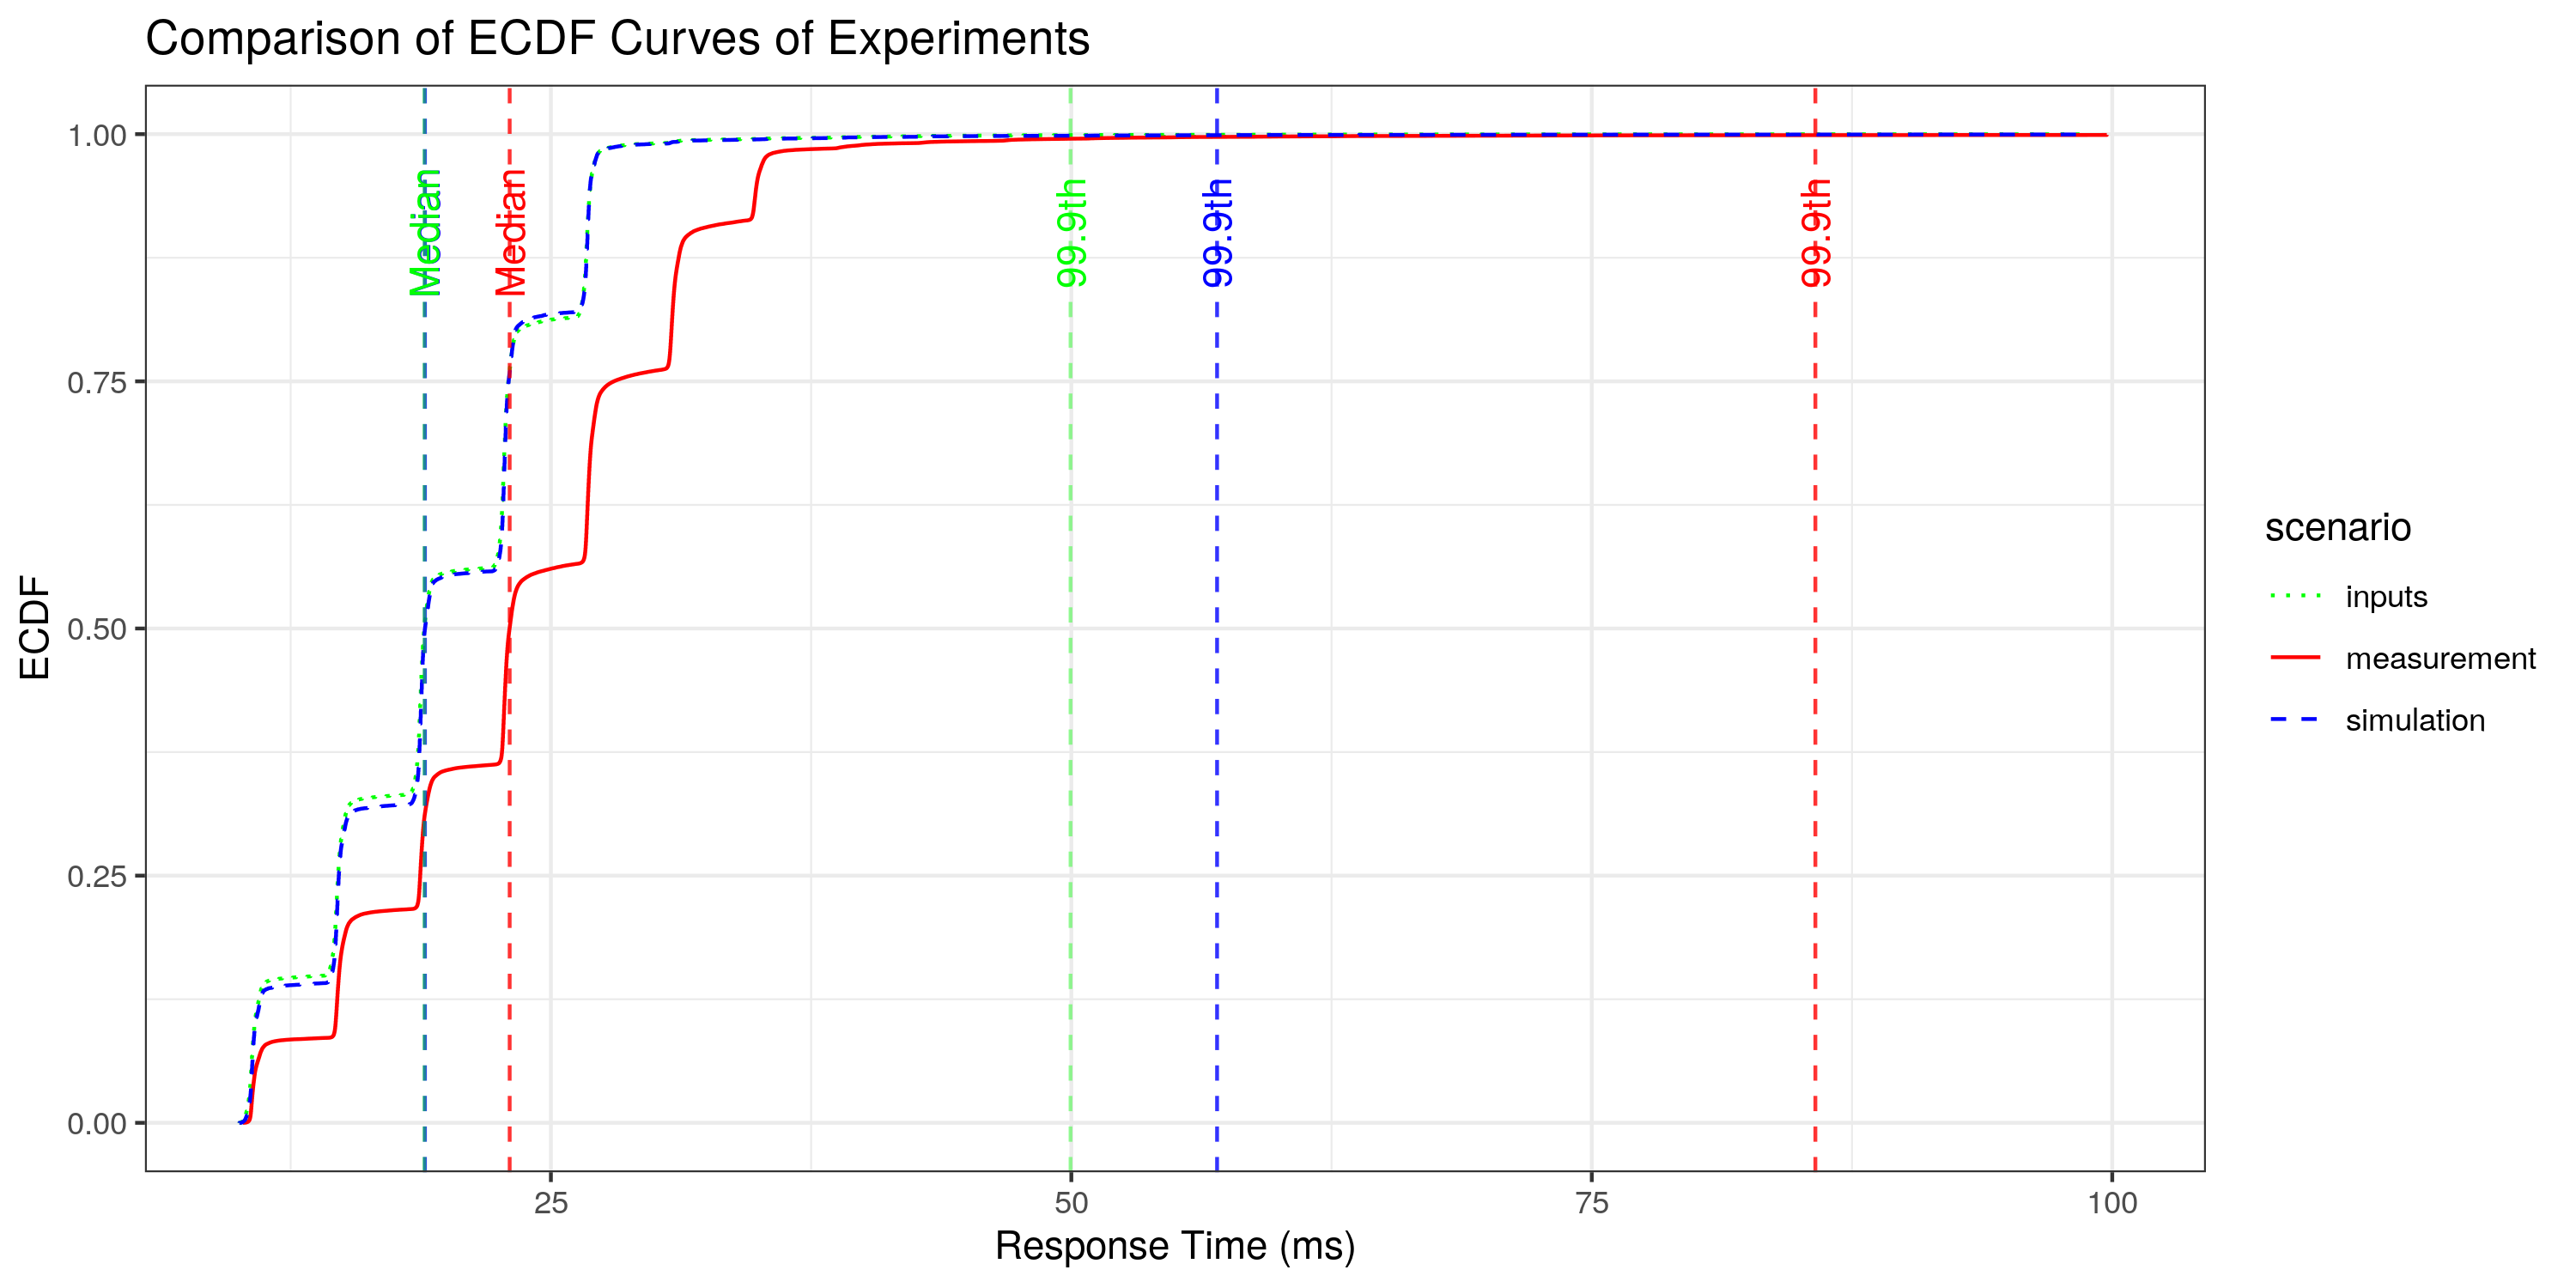 Comparison of ECDF Curves of Experiments
ECDF
1.00
0.75
0.50
0.25
0.00
Median
Median
99.9th
99.9th
99.9th
25
50
75
100
Response Time (ms)
scenario
inputs
measurement
simulation